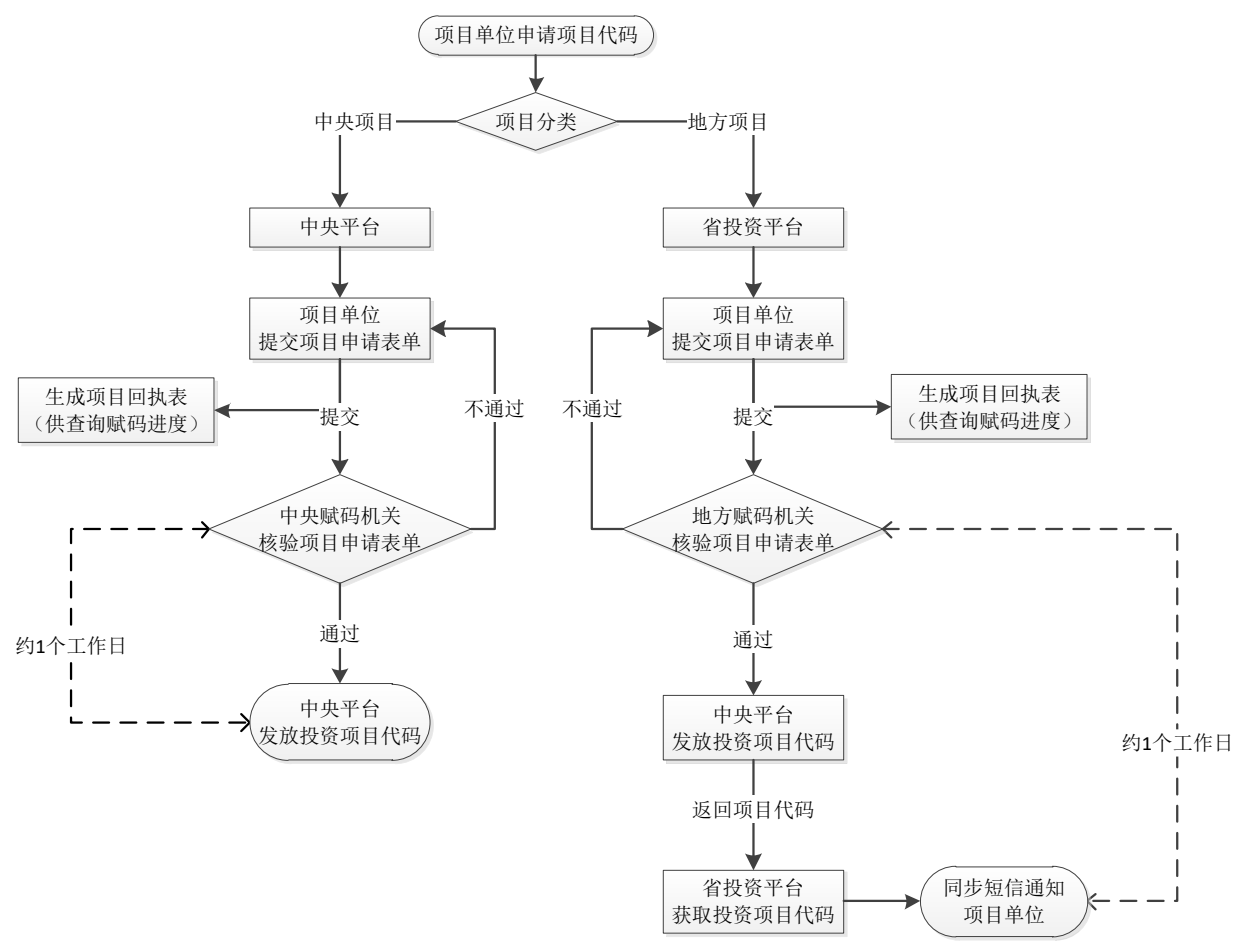 项目单位申请项目代码
中央项目
项目分类
地方项目
中央平台
省投资平台
项目单位
提交项目申请表单
项目单位
提交项目申请表单
生成项目回执表
（供查询赋码进度）
提交
不通过
不通过
提交
生成项目回执表
（供查询赋码进度）
中央赋码机关
核验项目申请表单
地方赋码机关
核验项目申请表单
约1个工作日
通过
通过
中央平台
发放投资项目代码
中央平台
发放投资项目代码
约1个工作日
返回项目代码
省投资平台
获取投资项目代码
同步短信通知
项目单位